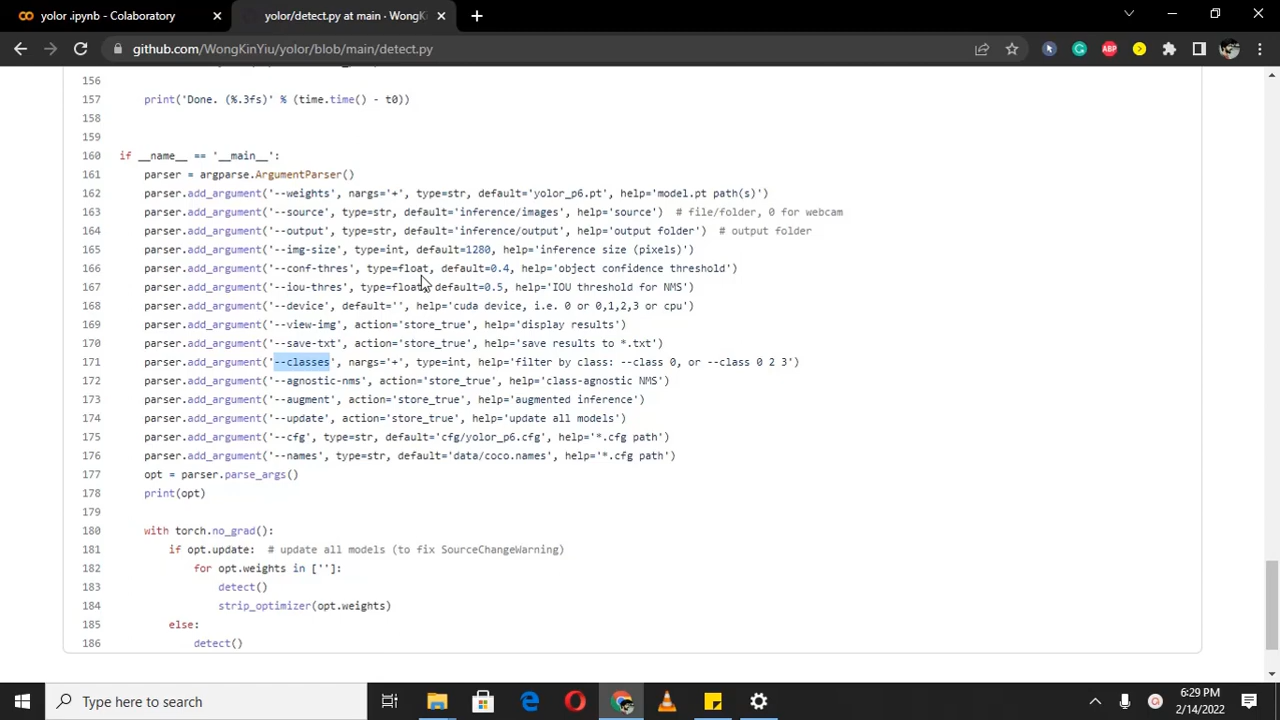 yolor .ipynb - Colaboratory
yolor/detect.py at main · WongKinYiu
github.com/WongKinYiu/yolor/blob/main/detect.py
ABP
156
157 print('Done. (%.3fs)' % (time.time() - t0))
158
159
160 if __name__ == '__main__':
161 parser = argparse.ArgumentParser()
162 parser.add_argument('--weights', nargs='+', type=str, default='yolor_p6.pt', help='model.pt path(s)')
163 parser.add_argument('--source', type=str, default='inference/images', help='source') # file/folder, 0 for webcam
164 parser.add_argument('--output', type=str, default='inference/output', help='output folder') # output folder
165 parser.add_argument('--img-size', type=int, default=1280, help='inference size (pixels)')
166 parser.add_argument('--conf-thres', type=float, default=0.4, help='object confidence threshold')
167 parser.add_argument('--iou-thres', type=float, default=0.5, help='IOU threshold for NMS')
168 parser.add_argument('--device', default='', help='cuda device, i.e. 0 or 0,1,2,3 or cpu')
169 parser.add_argument('--view-img', action='store_true', help='display results')
170 parser.add_argument('--save-txt', action='store_true', help='save results to *.txt')
171 parser.add_argument('--classes', nargs='+', type=int, help='filter by class: --class 0, or --class 0 2 3')
172 parser.add_argument('--agnostic-nms', action='store_true', help='class-agnostic NMS')
173 parser.add_argument('--augment', action='store_true', help='augmented inference')
174 parser.add_argument('--update', action='store_true', help='update all models')
175 parser.add_argument('--cfg', type=str, default='cfg/yolor_p6.cfg', help='*.cfg path')
176 parser.add_argument('--names', type=str, default='data/coco.names', help='*.cfg path')
177 opt = parser.parse_args()
178 print(opt)
179
180 with torch.no_grad():
181 if opt.update: # update all models (to fix SourceChangeWarning)
182 for opt.weights in ['']:
183 detect()
184 strip_optimizer(opt.weights)
185 else:
186 detect()
Type here to search
6:29 PM
2/14/2022